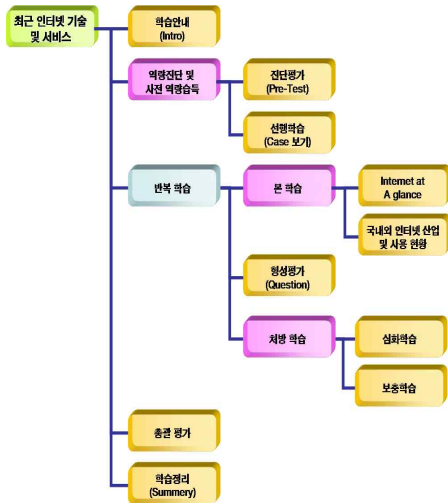 최근 인터넷 기술
및 서비스
학습안내
(Intro)
역량진단 및
사전 역량습득
진단평가
(Pre-Test)
선행학습
(Case 보기)
반복 학습
본 학습
Internet at
A glance
국내외 인터넷 산업
및 사용 현황
형성평가
(Question)
처방 학습
심화학습
보충학습
총괄 평가
학습정리
(Summery)